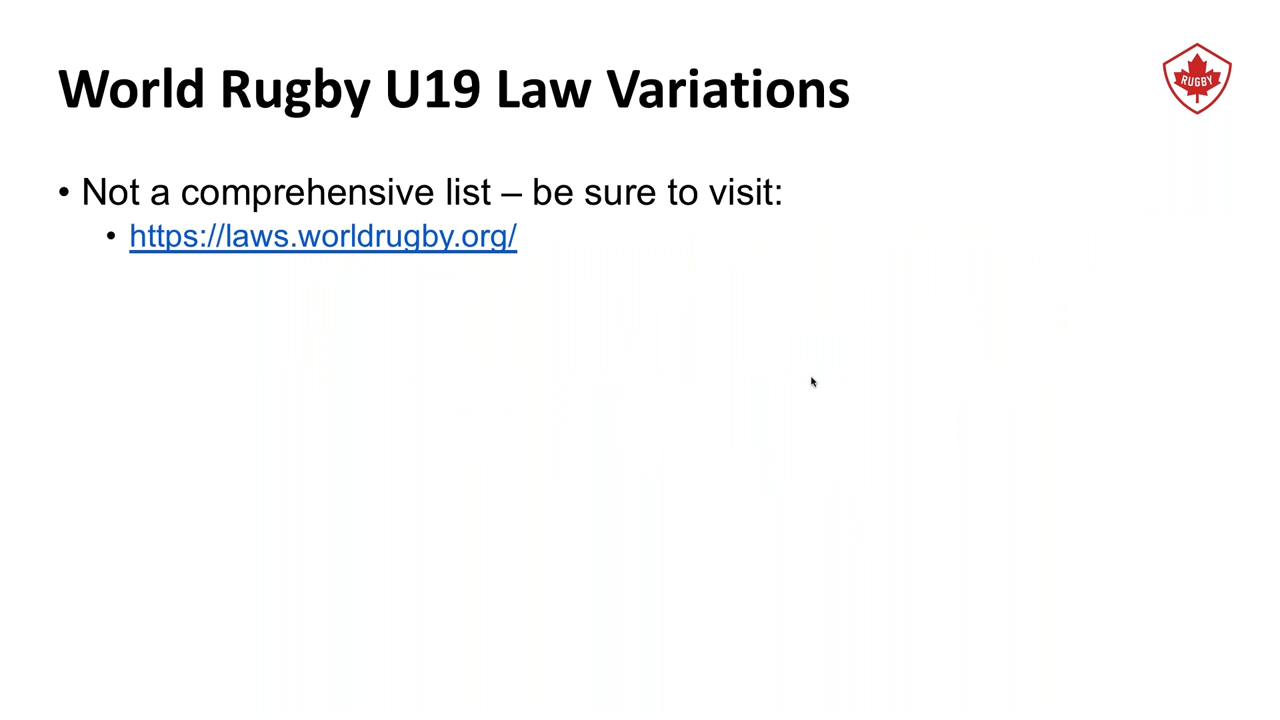 World Rugby U19 Law Variations
RUGBY
• Not a comprehensive list – be sure to visit:
• https://laws.worldrugby.org/